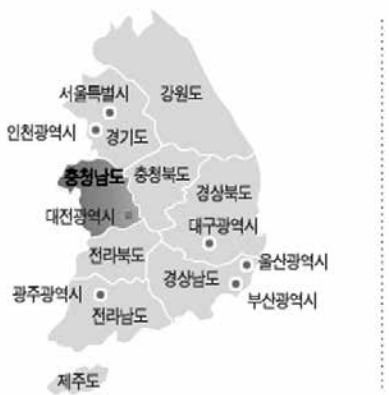 서울특별시
강원도
인천광역시
경기도
충청남도
충청북도
경상북도
대전광역시
대구광역시
전라북도
울산광역시
경상남도
광주광역시
부산광역시
전라남도
제주도